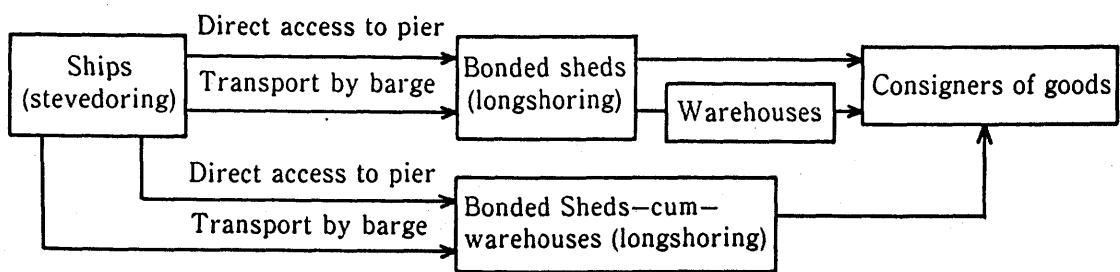 Direct access to pier
Ships
(stevedoring)
Transport by barge
Bonded sheds
(longshoring)
Warehouses
Consigners of goods
Direct access to pier
Transport by barge
Bonded Sheds–cum–
warehouses (longshoring)